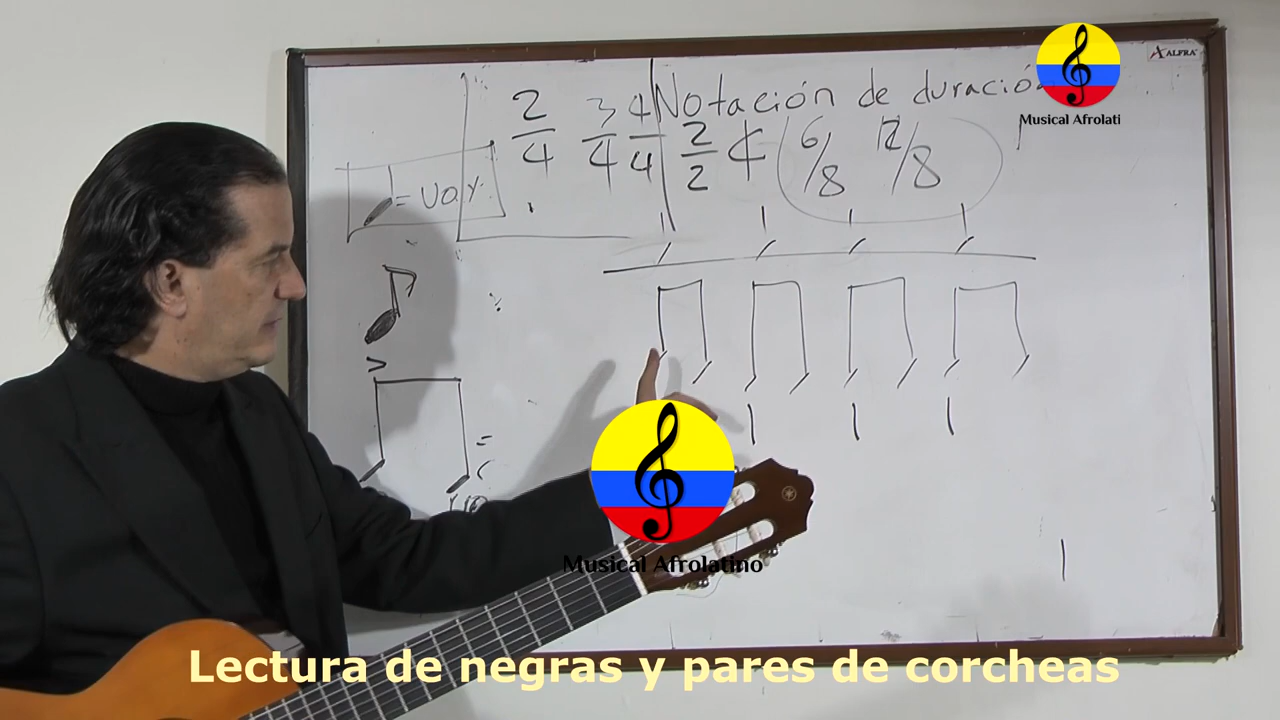 Notación de duración
ALFRA
Musical Afrolati
2/4 3/4 4/4 2/2 ¢ 6/8 12/8
= voy.
>
=
Musical Afrolatino
Lectura de negras y pares de corcheas